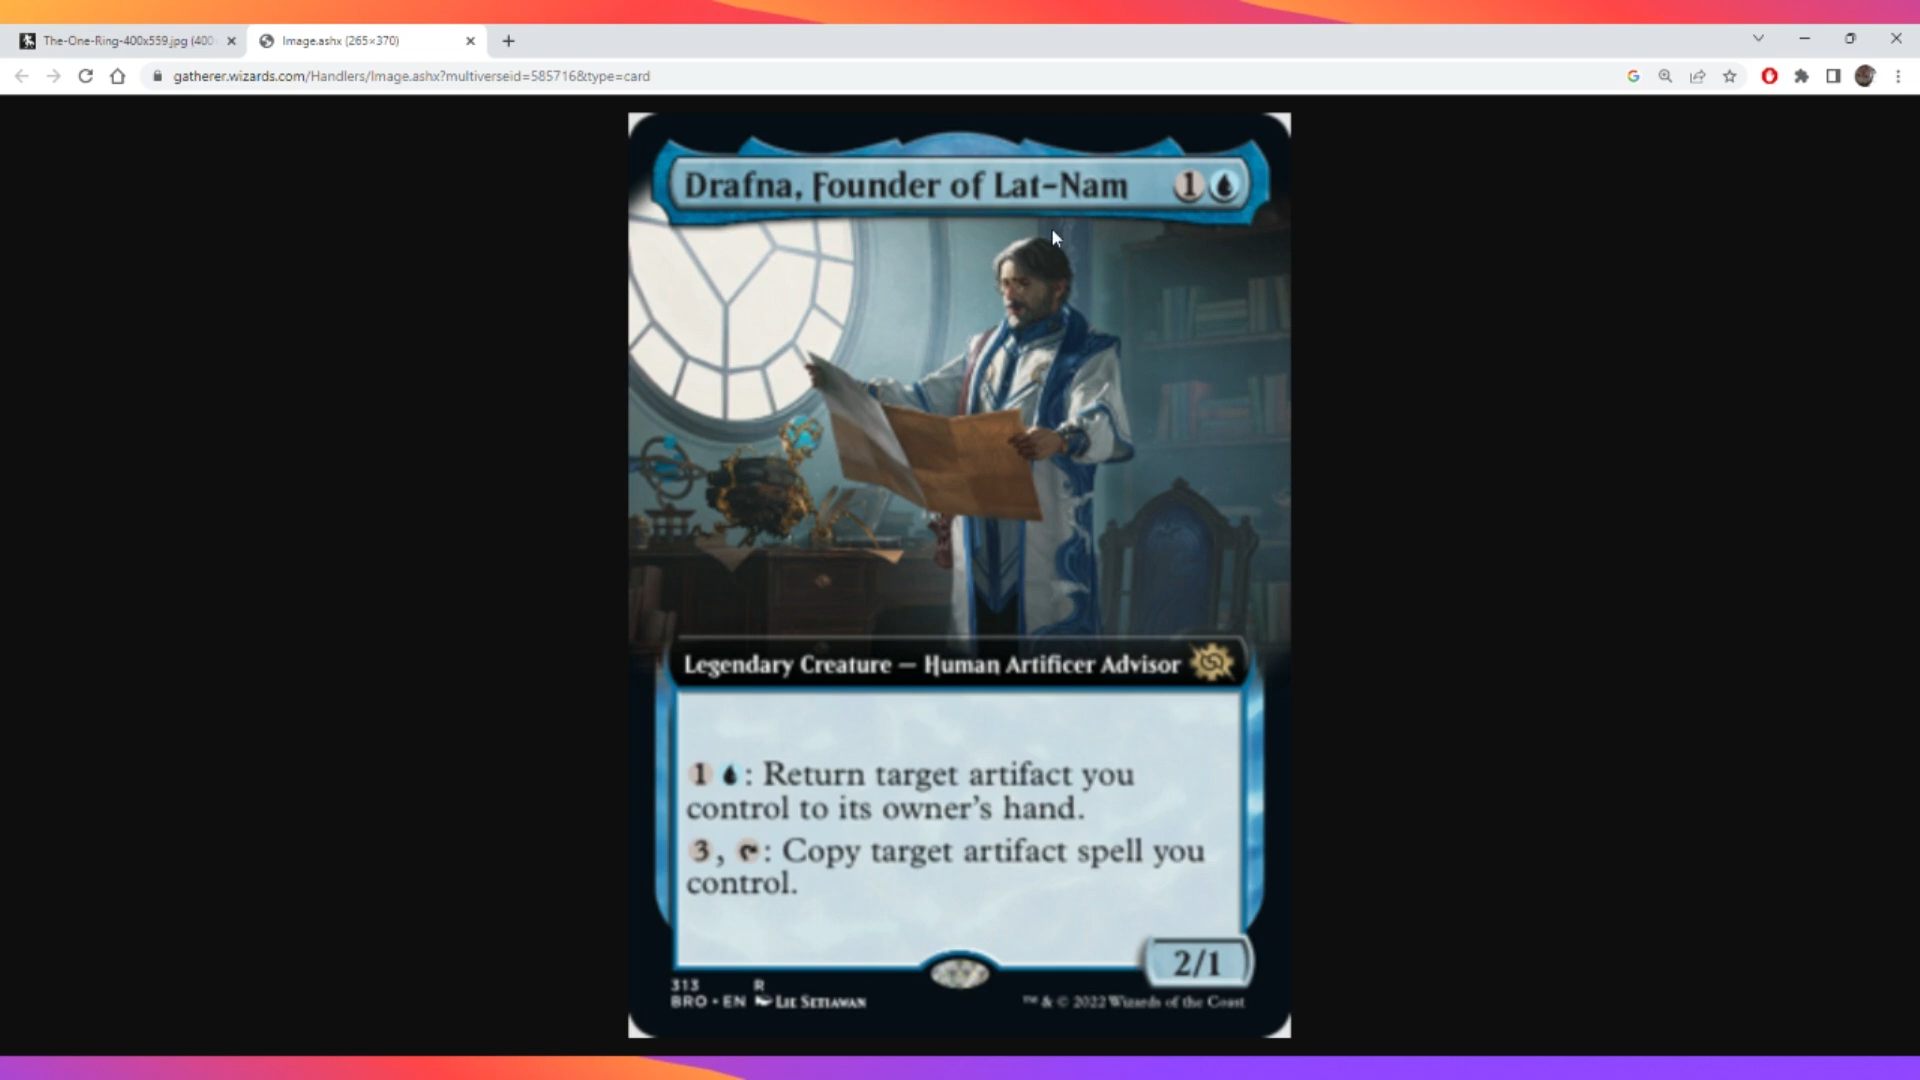 The-One-Ring-400x559.jpg (400
Image.ashx (265×370)
gatherer.wizards.com/Handlers/Image.ashx?multiverseid=585716&type=card
Drafna, Founder of Lat-Nam 1
Legendary Creature — Human Artificer Advisor
1 : Return target artifact you
control to its owner's hand.
3, : Copy target artifact spell you
control.
2/1
313 R
BRO • EN Lie Setiawan
™ & © 2022 Wizards of the Coast